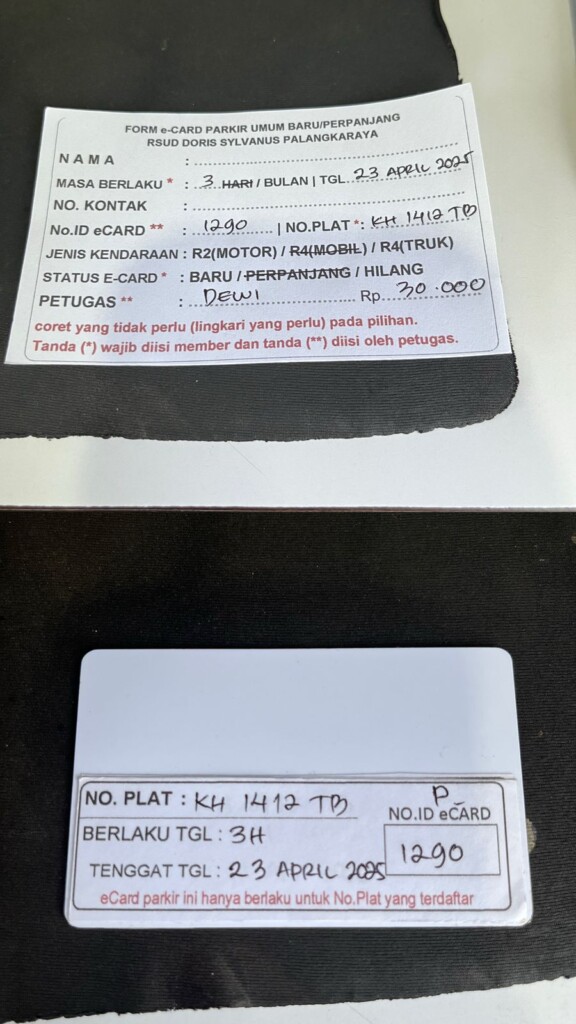 FORM e-CARD PARKIR UMUM BARU/PERPANJANG
RSUD DORIS SYLVANUS PALANGKARAYA
NAMA :
MASA BERLAKU * : 3 HARI / BULAN | TGL. 23 APRIL 2025
NO. KONTAK :
No.ID eCARD ** : 1290 | NO.PLAT *: KH 1412 TB
JENIS KENDARAAN : R2(MOTOR) / R4(MOBIL) / R4(TRUK)
STATUS E-CARD * : BARU / PERPANJANG / HILANG
PETUGAS ** : DEWI Rp. 30.000
coret yang tidak perlu (lingkari yang perlu) pada pilihan.
Tanda (*) wajib diisi member dan tanda (**) diisi oleh petugas.
NO. PLAT : KH 1412 TB
P
NO.ID eCARD
BERLAKU TGL : 3H
1290
TENGGAT TGL : 23 APRIL 2025
eCard parkir ini hanya berlaku untuk No.Plat yang terdaftar